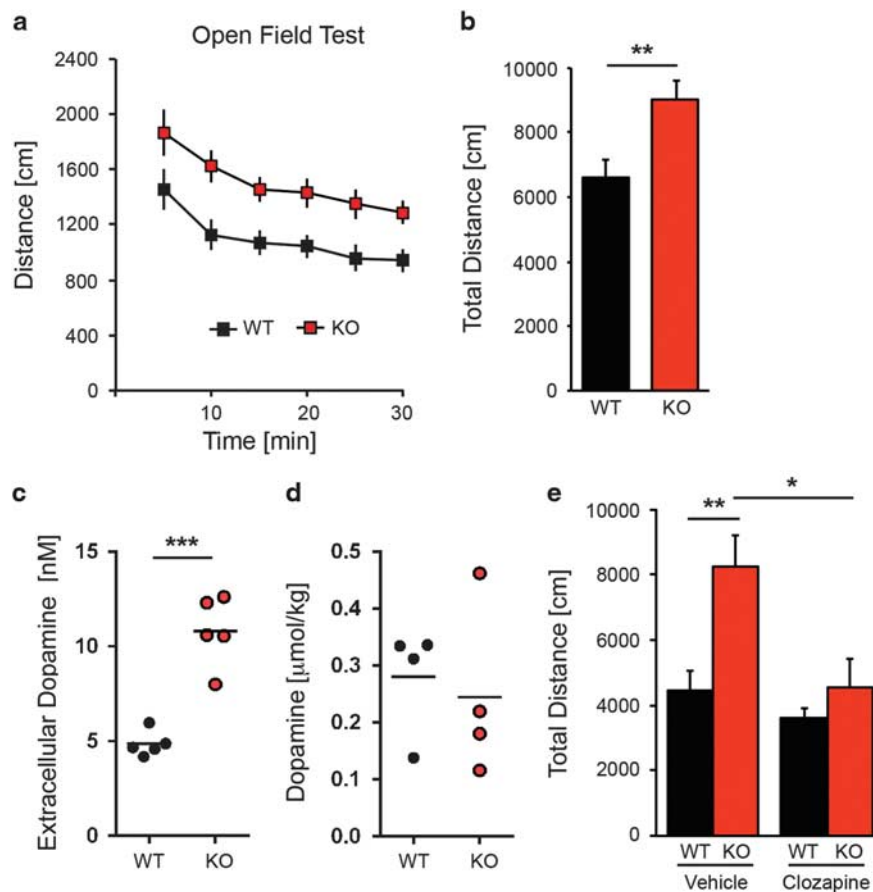 a
Open Field Test
Distance [cm]
2400
2000
1600
1200
800
400
0
WT KO
10 20 30
Time [min]
b
**
Total Distance [cm]
10000
8000
6000
4000
2000
0
WT KO
c
***
Extracellular Dopamine [nM]
15
10
5
0
WT KO
d
Dopamine [μmol/kg]
0.5
0.4
0.3
0.2
0.1
0.0
WT KO
e
** *
Total Distance [cm]
10000
8000
6000
4000
2000
0
WT KO WT KO
Vehicle Clozapine